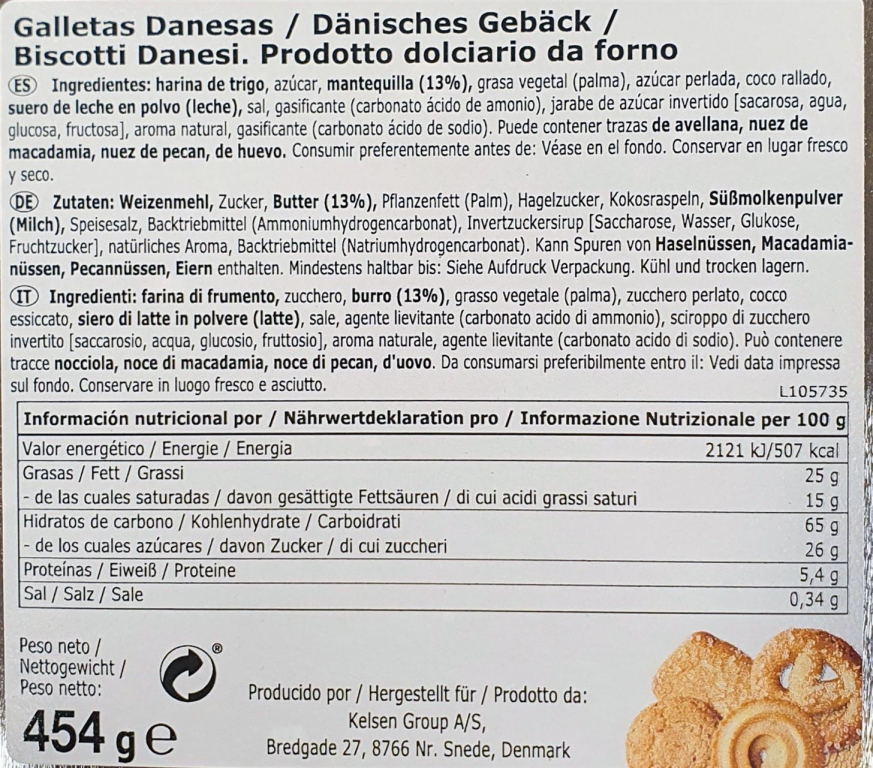 Galletas Danesas / Dänisches Gebäck /
Biscotti Danesi. Prodotto dolciario da forno
ES Ingredientes: harina de trigo, azúcar, mantequilla (13%), grasa vegetal (palma), azúcar perlada, coco rallado,
suero de leche en polvo (leche), sal, gasificante (carbonato ácido de amonio), jarabe de azúcar invertido [sacarosa, agua,
glucosa, fructosa], aroma natural, gasificante (carbonato ácido de sodio). Puede contener trazas de avellana, nuez de
macadamia, nuez de pecan, de huevo. Consumir preferentemente antes de: Véase en el fondo. Conservar en lugar fresco
y seco.
DE Zutaten: Weizenmehl, Zucker, Butter (13%), Pflanzenfett (Palm), Hagelzucker, Kokosraspeln, Süßmolkenpulver
(Milch), Speisesalz, Backtriebmittel (Ammoniumhydrogencarbonat), Invertzuckersirup [Saccharose, Wasser, Glukose,
Fruchtzucker], natürliches Aroma, Backtriebmittel (Natriumhydrogencarbonat). Kann Spuren von Haselnüssen, Macadamia-
nüssen, Pecannüssen, Eiern enthalten. Mindestens haltbar bis: Siehe Aufdruck Verpackung. Kühl und trocken lagern.
IT Ingredienti: farina di frumento, zucchero, burro (13%), grasso vegetale (palma), zucchero perlato, cocco
essiccato, siero di latte in polvere (latte), sale, agente lievitante (carbonato acido di ammonio), sciroppo di zucchero
invertito [saccarosio, acqua, glucosio, fruttosio], aroma naturale, agente lievitante (carbonato acido di sodio). Può contenere
tracce nocciola, noce di macadamia, noce di pecan, d'uovo. Da consumarsi preferibilmente entro il: Vedi data impressa
sul fondo. Conservare in luogo fresco e asciutto.
L105735
Información nutricional por / Nährwertdeklaration pro / Informazione Nutrizionale per 100 g
Valor energético / Energie / Energia 2121 kJ/507 kcal
Grasas / Fett / Grassi 25 g
- de las cuales saturadas / davon gesättigte Fettsäuren / di cui acidi grassi saturi 15 g
Hidratos de carbono / Kohlenhydrate / Carboidrati 65 g
- de los cuales azúcares / davon Zucker / di cui zuccheri 26 g
Proteínas / Eiweiß / Proteine 5,4 g
Sal / Salz / Sale 0,34 g
Peso neto /
Nettogewicht /
Peso netto:
454 g e
®
Producido por / Hergestellt für / Prodotto da:
Kelsen Group A/S,
Bredgade 27, 8766 Nr. Snede, Denmark